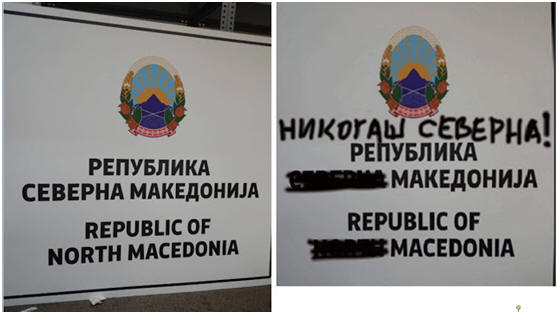 РЕПУБЛИКА
СЕВЕРНА МАКЕДОНИЈА
REPUBLIC OF
NORTH MACEDONIA
НИКОГАШ СЕВЕРНА!
РЕПУБЛИКА
МАКЕДОНИЈА
REPUBLIC OF
MACEDONIA